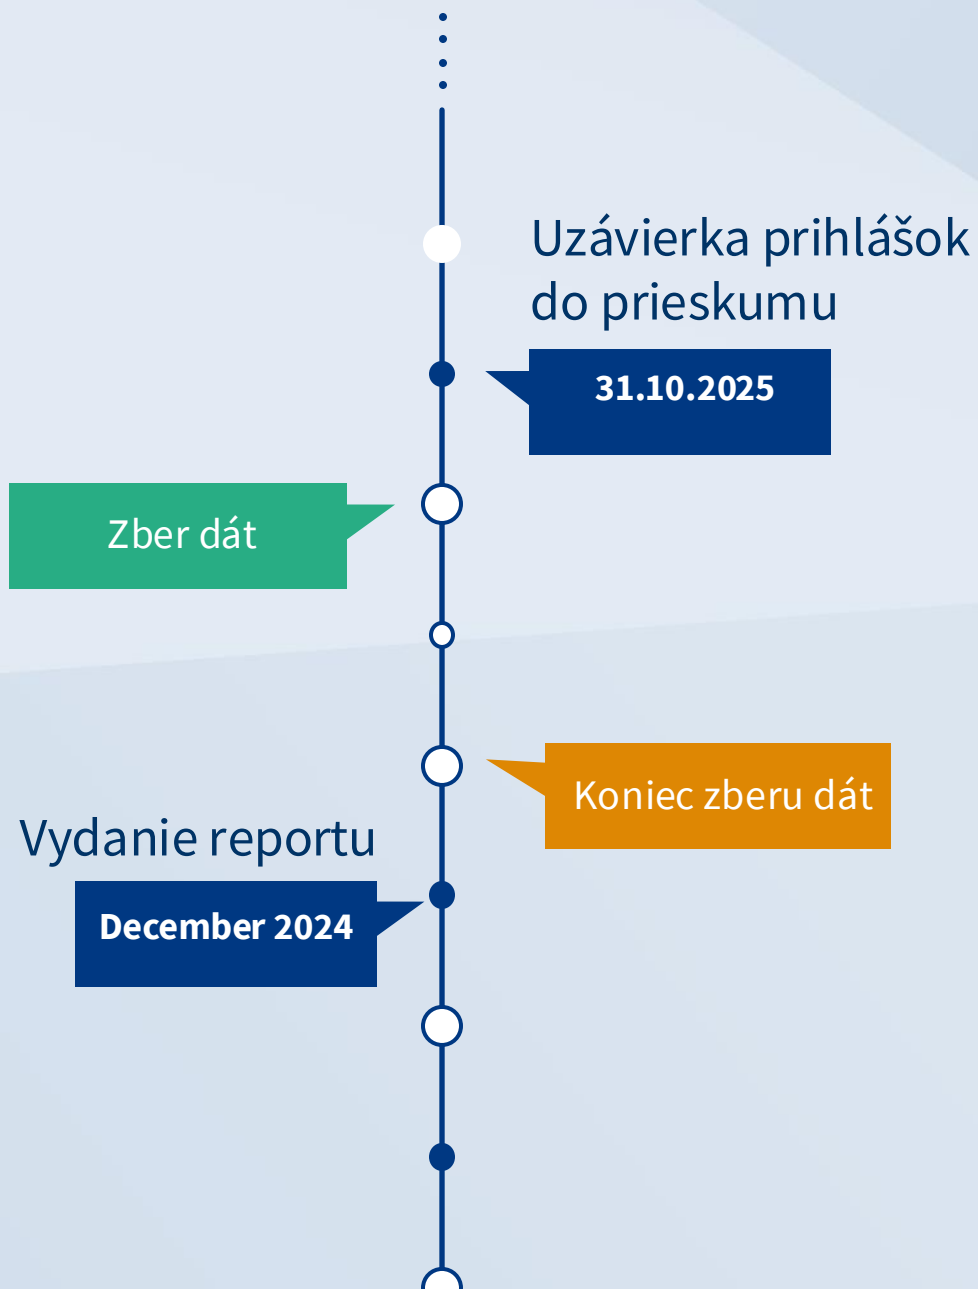 Uzávierka prihlášok
do prieskumu
31.10.2025
Zber dát
Koniec zberu dát
Vydanie reportu
December 2024